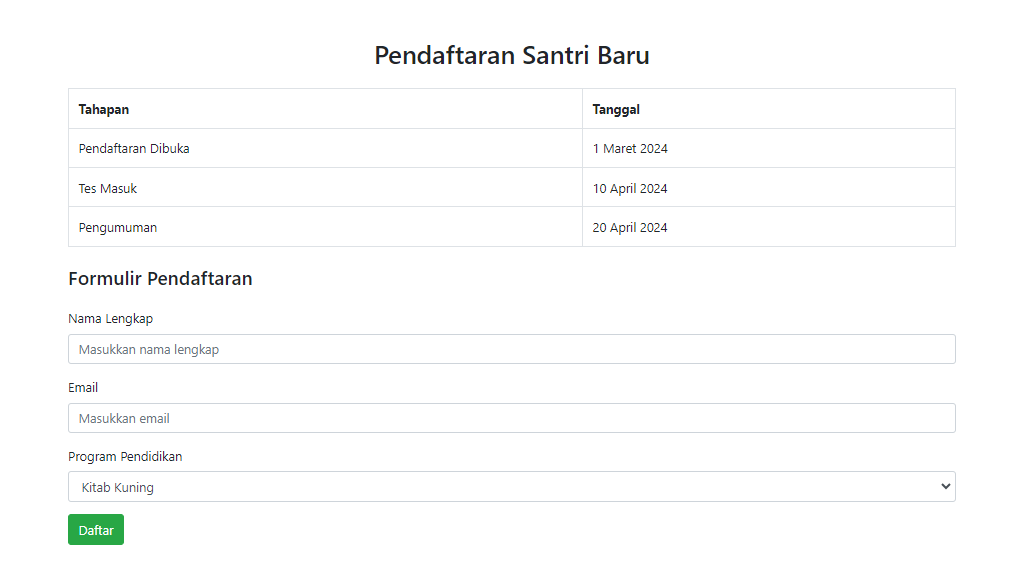 Pendaftaran Santri Baru
Tahapan Tanggal
Pendaftaran Dibuka 1 Maret 2024
Tes Masuk 10 April 2024
Pengumuman 20 April 2024
Formulir Pendaftaran
Nama Lengkap
Masukkan nama lengkap
Email
Masukkan email
Program Pendidikan
Kitab Kuning
Daftar